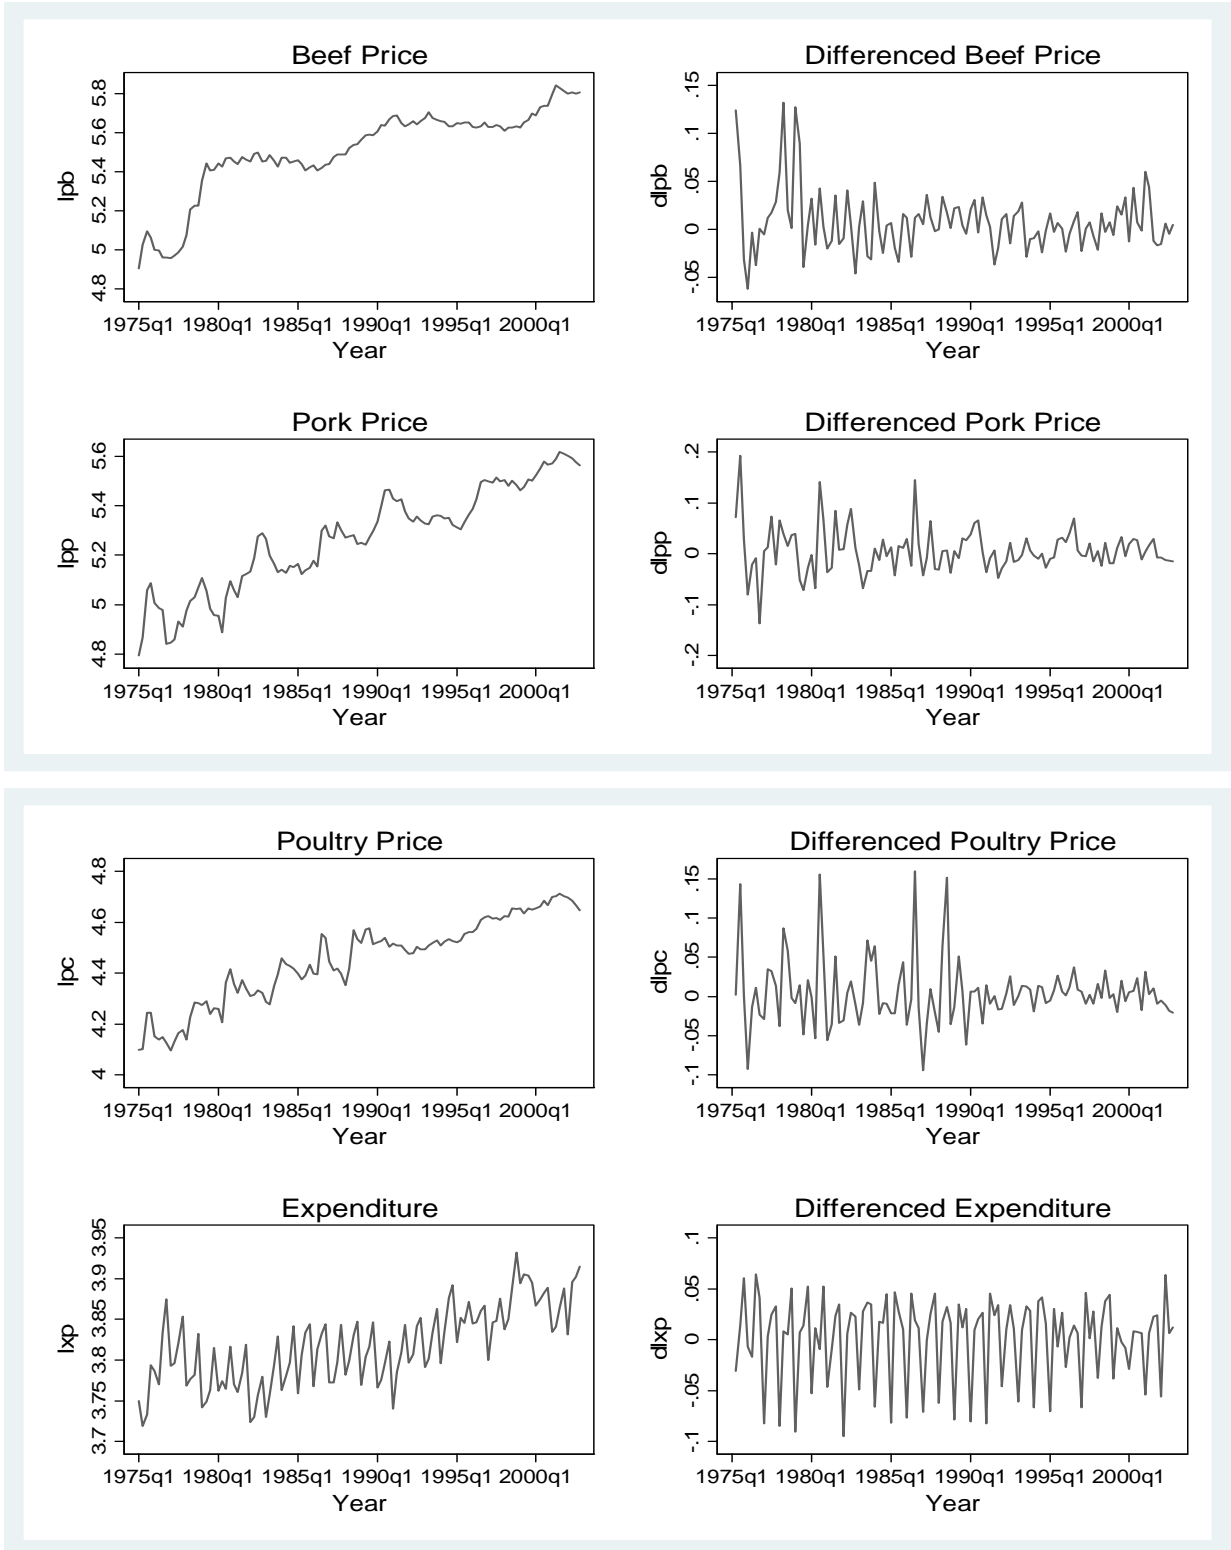 Beef Price
lpb
5.8
5.6
5.4
5.2
5
4.8
1975q1 1980q1 1985q1 1990q1 1995q1 2000q1
Year
Differenced Beef Price
dlpb
.15
.1
.05
0
-.05
1975q1 1980q1 1985q1 1990q1 1995q1 2000q1
Year
Pork Price
lpp
5.6
5.4
5.2
5
4.8
1975q1 1980q1 1985q1 1990q1 1995q1 2000q1
Year
Differenced Pork Price
dlpp
.2
.1
0
-.1
-.2
1975q1 1980q1 1985q1 1990q1 1995q1 2000q1
Year
Poultry Price
lpc
4.8
4.6
4.4
4.2
4
1975q1 1980q1 1985q1 1990q1 1995q1 2000q1
Year
Differenced Poultry Price
dlpc
.15
.1
.05
0
-.05
-.1
1975q1 1980q1 1985q1 1990q1 1995q1 2000q1
Year
Expenditure
lxp
3.95
3.9
3.85
3.8
3.75
3.7
1975q1 1980q1 1985q1 1990q1 1995q1 2000q1
Year
Differenced Expenditure
dlxp
.1
.05
0
-.05
-.1
1975q1 1980q1 1985q1 1990q1 1995q1 2000q1
Year